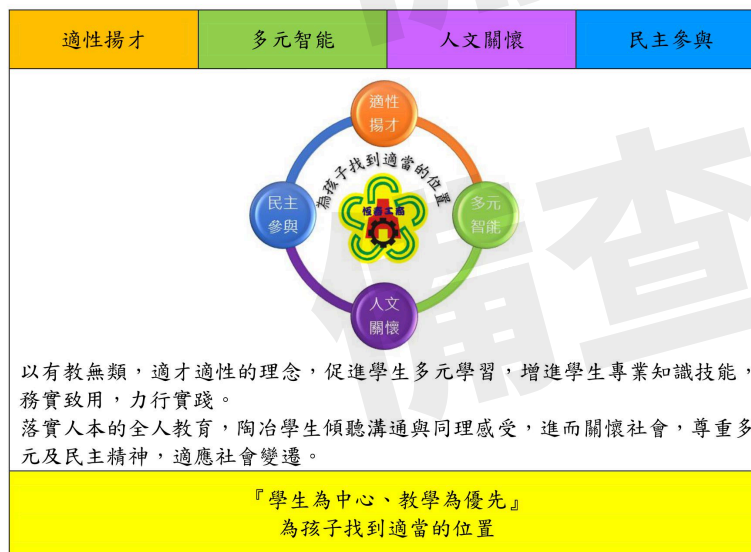 適性揚才
多元智能
人文關懷
民主參與
適性
揚才
為孩子找到適當的位置
民主
參與
恆春工商
多元
智能
人文
關懷
以有教無類，適才適性的理念，促進學生多元學習，增進學生專業知識技能，
務實致用，力行實踐。
落實人本的全人教育，陶冶學生傾聽溝通與同理感受，進而關懷社會，尊重多
元及民主精神，適應社會變遷。
『學生為中心、教學為優先』
為孩子找到適當的位置
備查